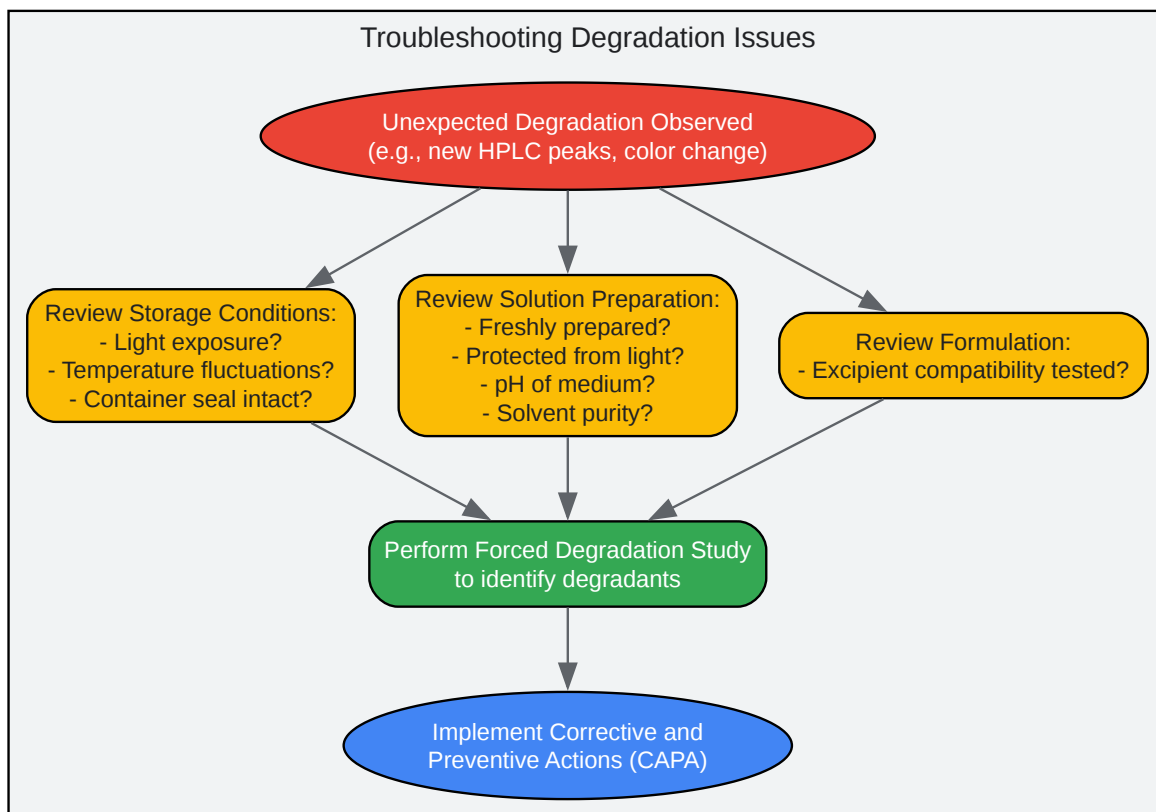 Troubleshooting Degradation Issues
Unexpected Degradation Observed
(e.g., new HPLC peaks, color change)
Review Storage Conditions:
- Light exposure?
- Temperature fluctuations?
- Container seal intact?
Review Solution Preparation:
- Freshly prepared?
- Protected from light?
- pH of medium?
- Solvent purity?
Review Formulation:
- Excipient compatibility tested?
Perform Forced Degradation Study
to identify degradants
Implement Corrective and
Preventive Actions (CAPA)